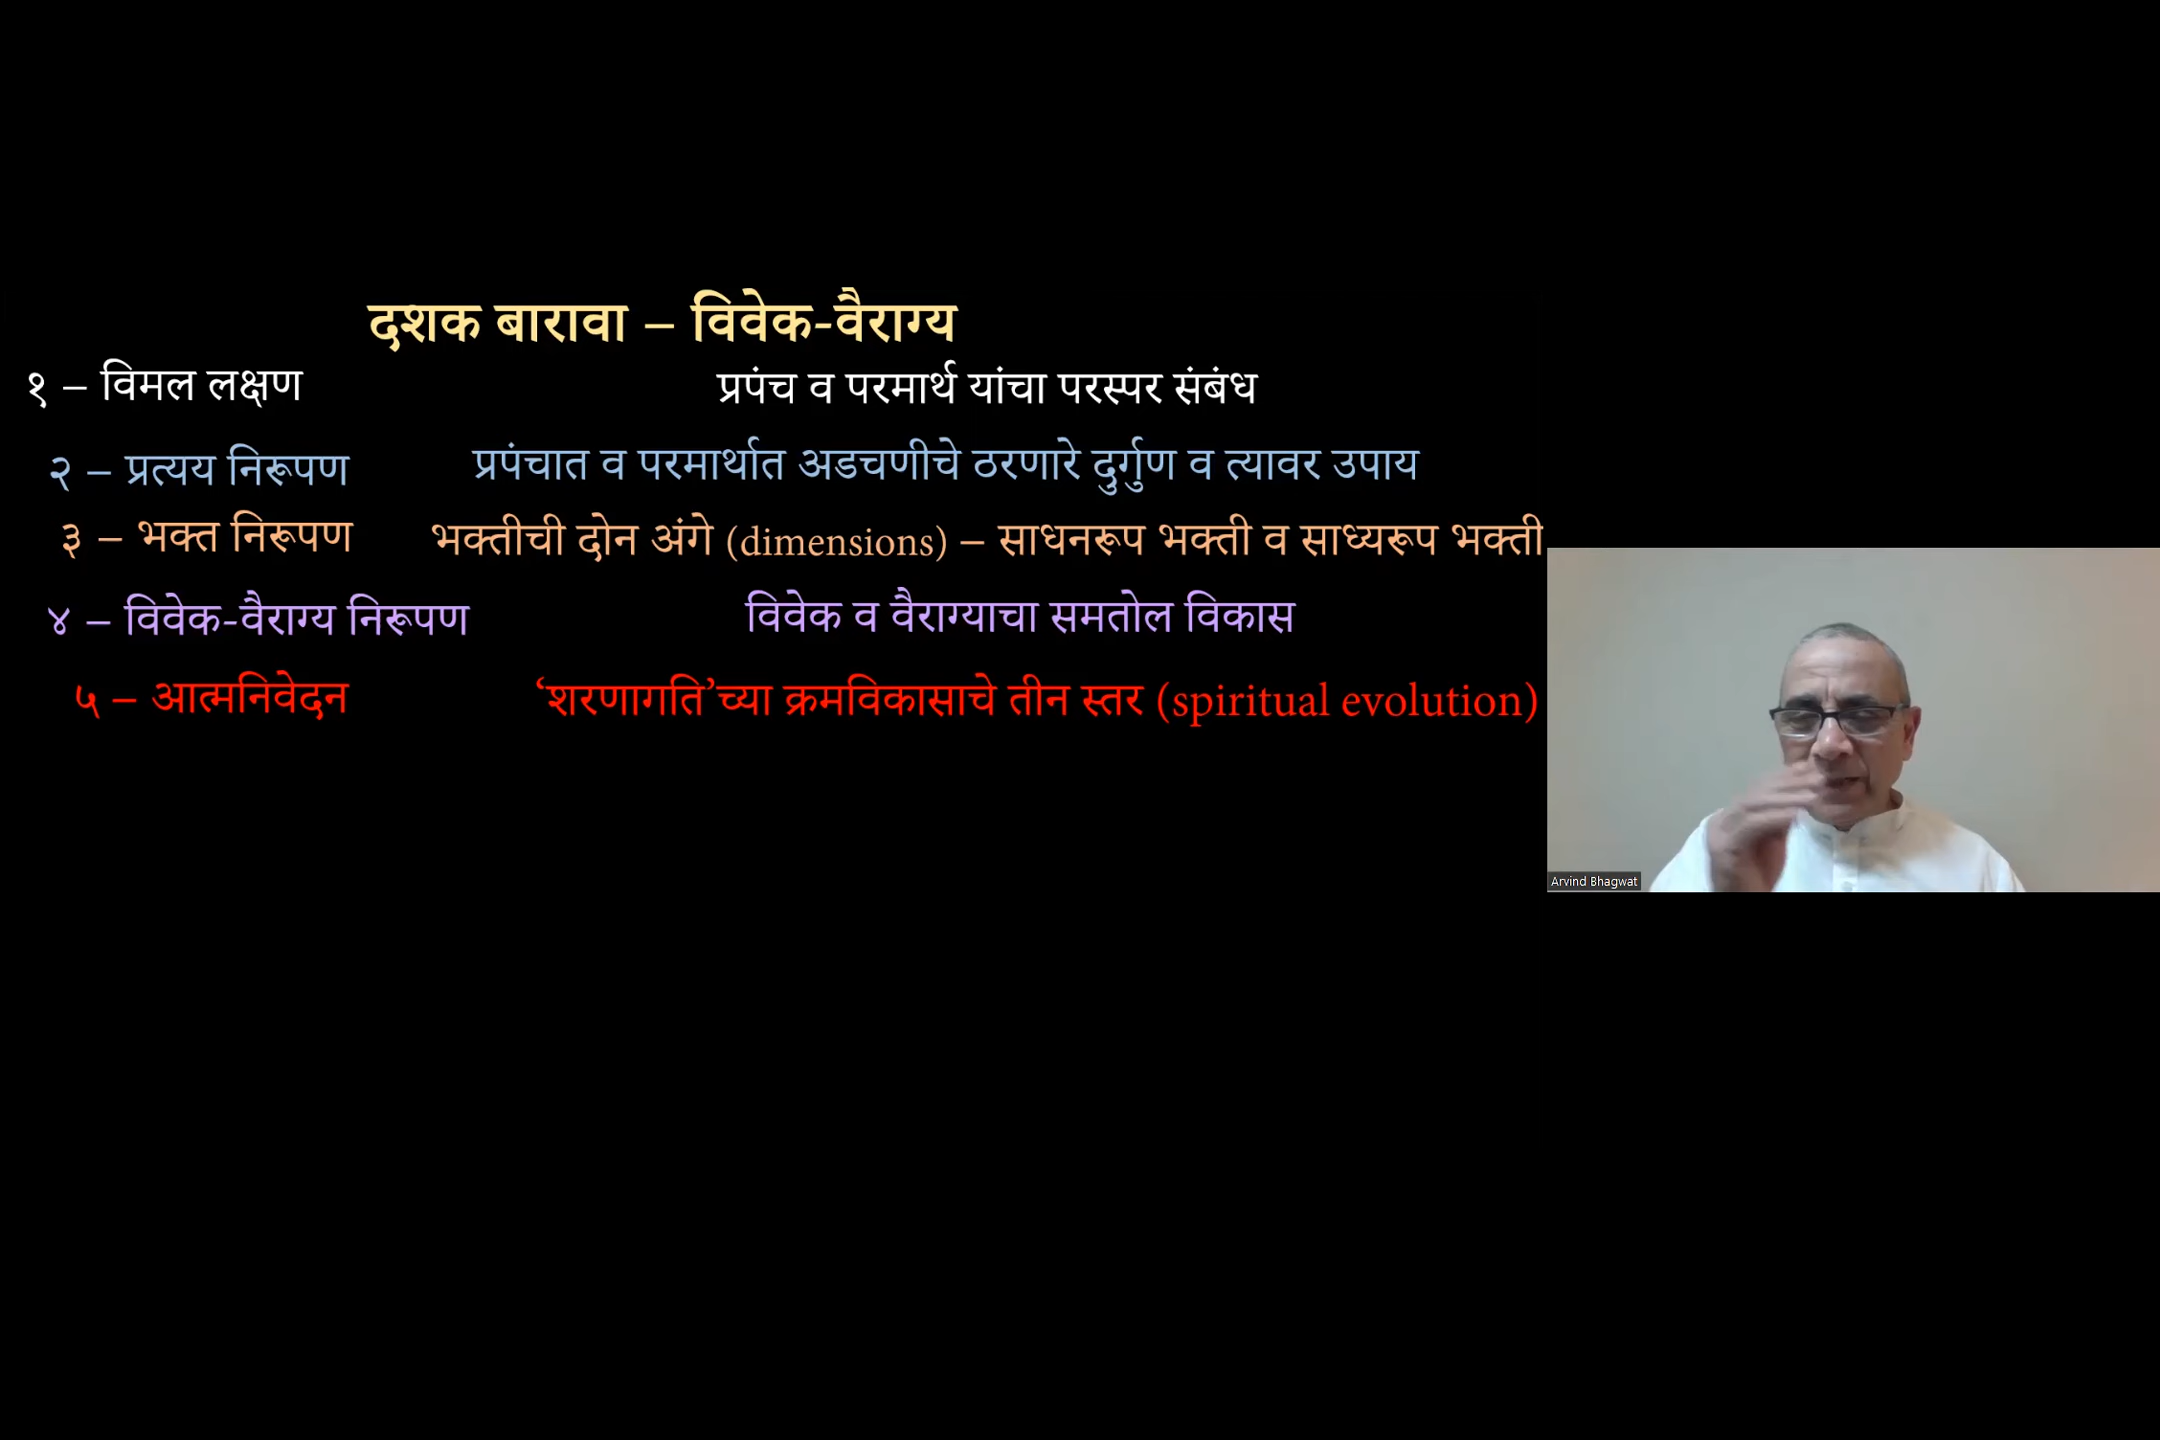 दशक बारावा – विवेक-वैराग्य
१ – विमल लक्षण प्रपंच व परमार्थ यांचा परस्पर संबंध
२ – प्रत्यय निरूपण प्रपंचात व परमार्थात अडचणीचे ठरणारे दुर्गुण व त्यावर उपाय
३ – भक्त निरूपण भक्तीची दोन अंगे (dimensions) – साधनरूप भक्ती व साध्यरूप भक्ती
४ – विवेक-वैराग्य निरूपण विवेक व वैराग्याचा समतोल विकास
५ – आत्मनिवेदन ‘शरणागति’च्या क्रमविकासाचे तीन स्तर (spiritual evolution)
Arvind Bhagwat